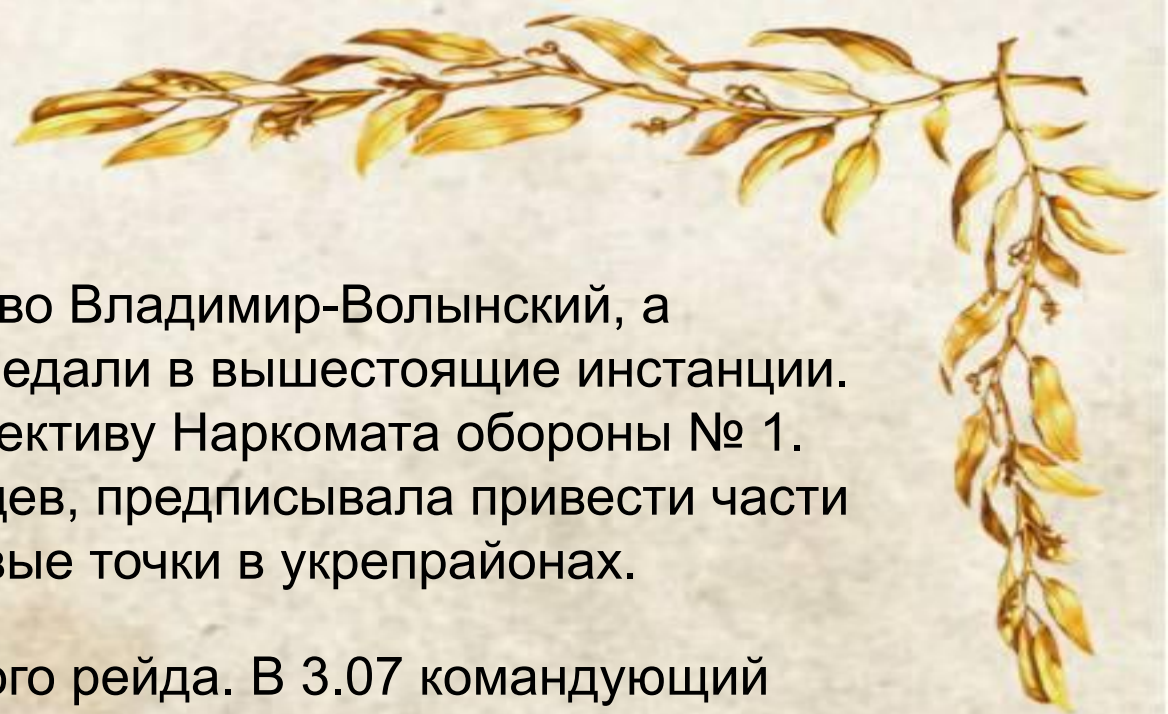 во Владимир-Волынский, а
едали в вышестоящие инстанции.
ективу Наркомата обороны № 1.
цев, предписывала привести части
вые точки в укрепрайонах.
ого рейда. В 3.07 командующий